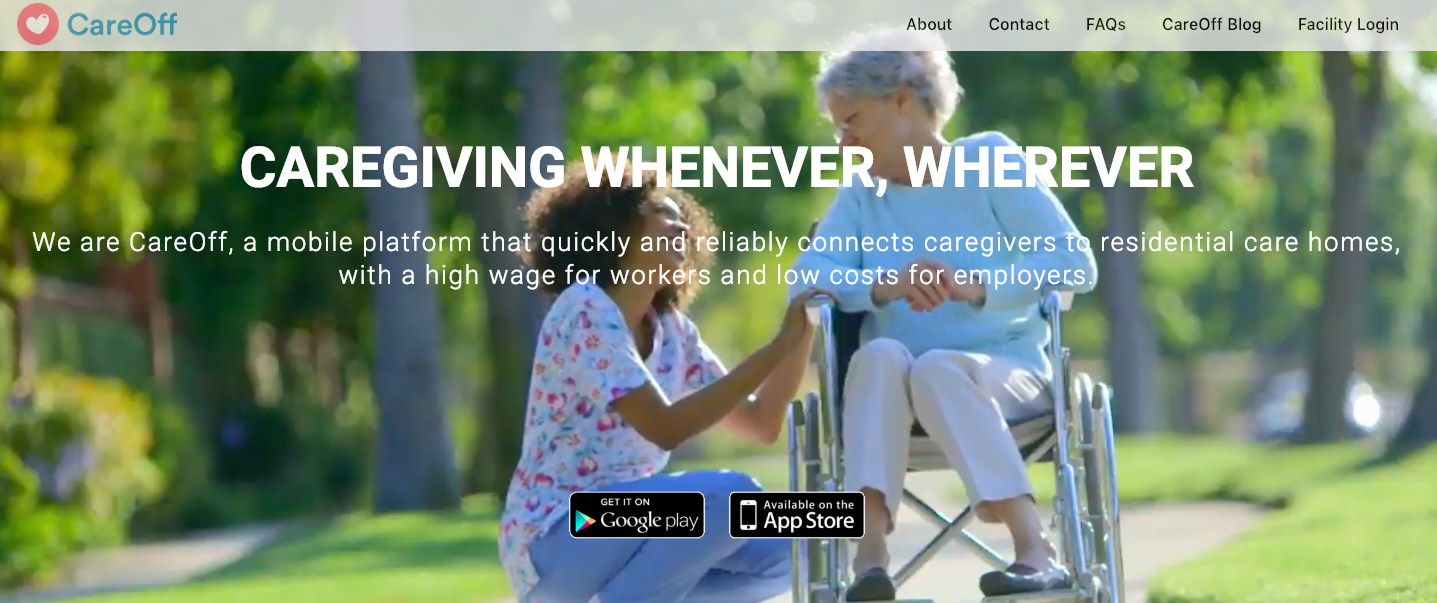 CareOff
About
Contact
FAQs
CareOff Blog
Facility Login
CAREGIVING WHENEVER, WHEREVER
We are CareOff, a mobile platform that quickly and reliably connects caregivers to residential care homes,
with a high wage for workers and low costs for employers.
GET IT ON
Google play
Available on the
App Store